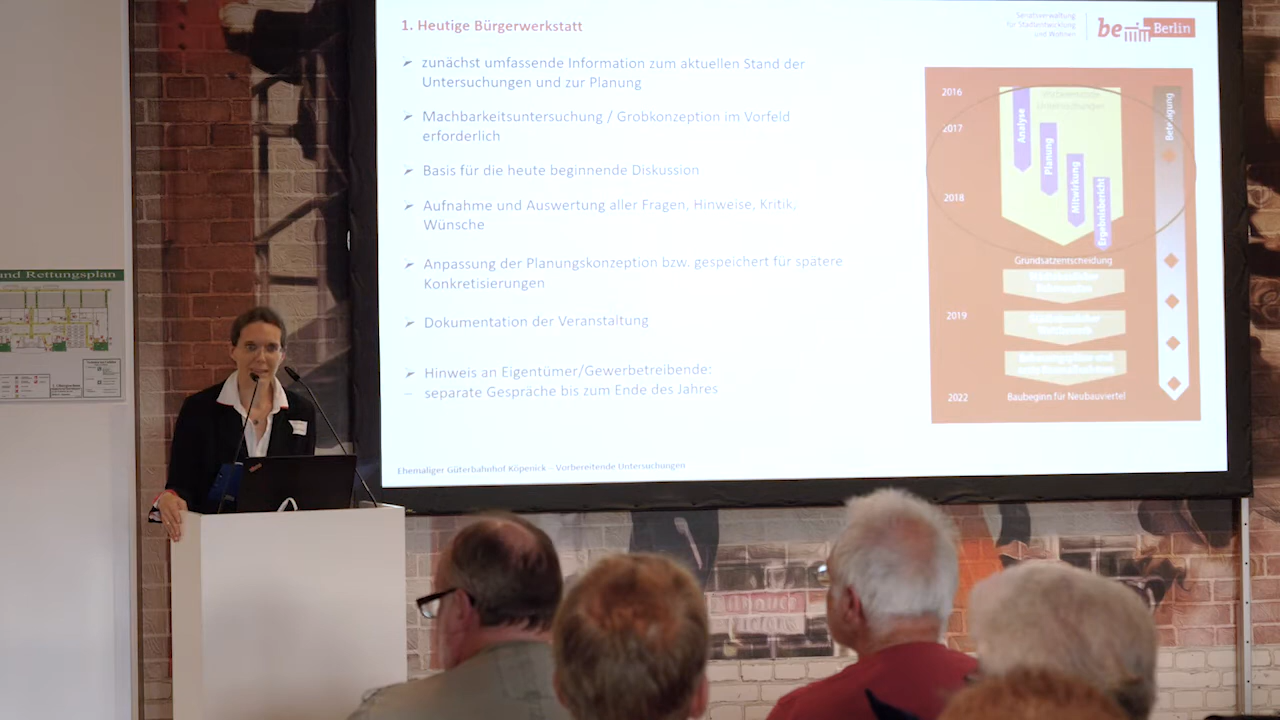 1. Heutige Bürgerwerkstatt
Senatsverwaltung
für Stadtentwicklung
und Wohnen
be Berlin
➢ zunächst umfassende Information zum aktuellen Stand der
Untersuchungen und zur Planung
➢ Machbarkeitsuntersuchung / Grobkonzeption im Vorfeld
erforderlich
➢ Basis für die heute beginnende Diskussion
➢ Aufnahme und Auswertung aller Fragen, Hinweise, Kritik,
Wünsche
➢ Anpassung der Planungskonzeption bzw. gespeichert für spätere
Konkretisierungen
➢ Dokumentation der Veranstaltung
➢ Hinweis an Eigentümer/Gewerbetreibende:
– separate Gespräche bis zum Ende des Jahres
Ehemaliger Güterbahnhof Köpenick - Vorbereitende Untersuchungen
2016
2017
2018
2019
2022
Vorbereitende
Untersuchungen
Analyse
Planung
Mitwirkung
Ergebnisbericht
Beteiligung
Grundsatzentscheidung
Städtebaulicher
Wettbewerb
Baubeginn für Neubauviertel
und Rettungsplan